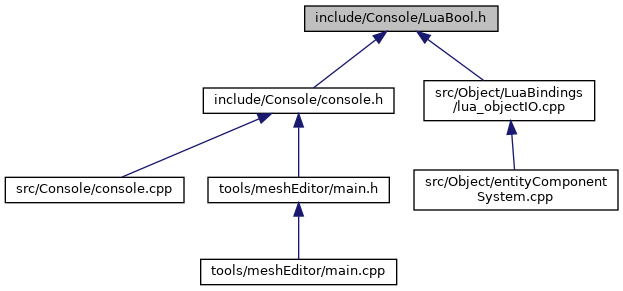 include/Console/LuaBool.h
include/Console/console.h
src/Object/LuaBindings
/lua_objectIO.cpp
src/Console/console.cpp
tools/meshEditor/main.h
src/Object/entityComponent
System.cpp
tools/meshEditor/main.cpp